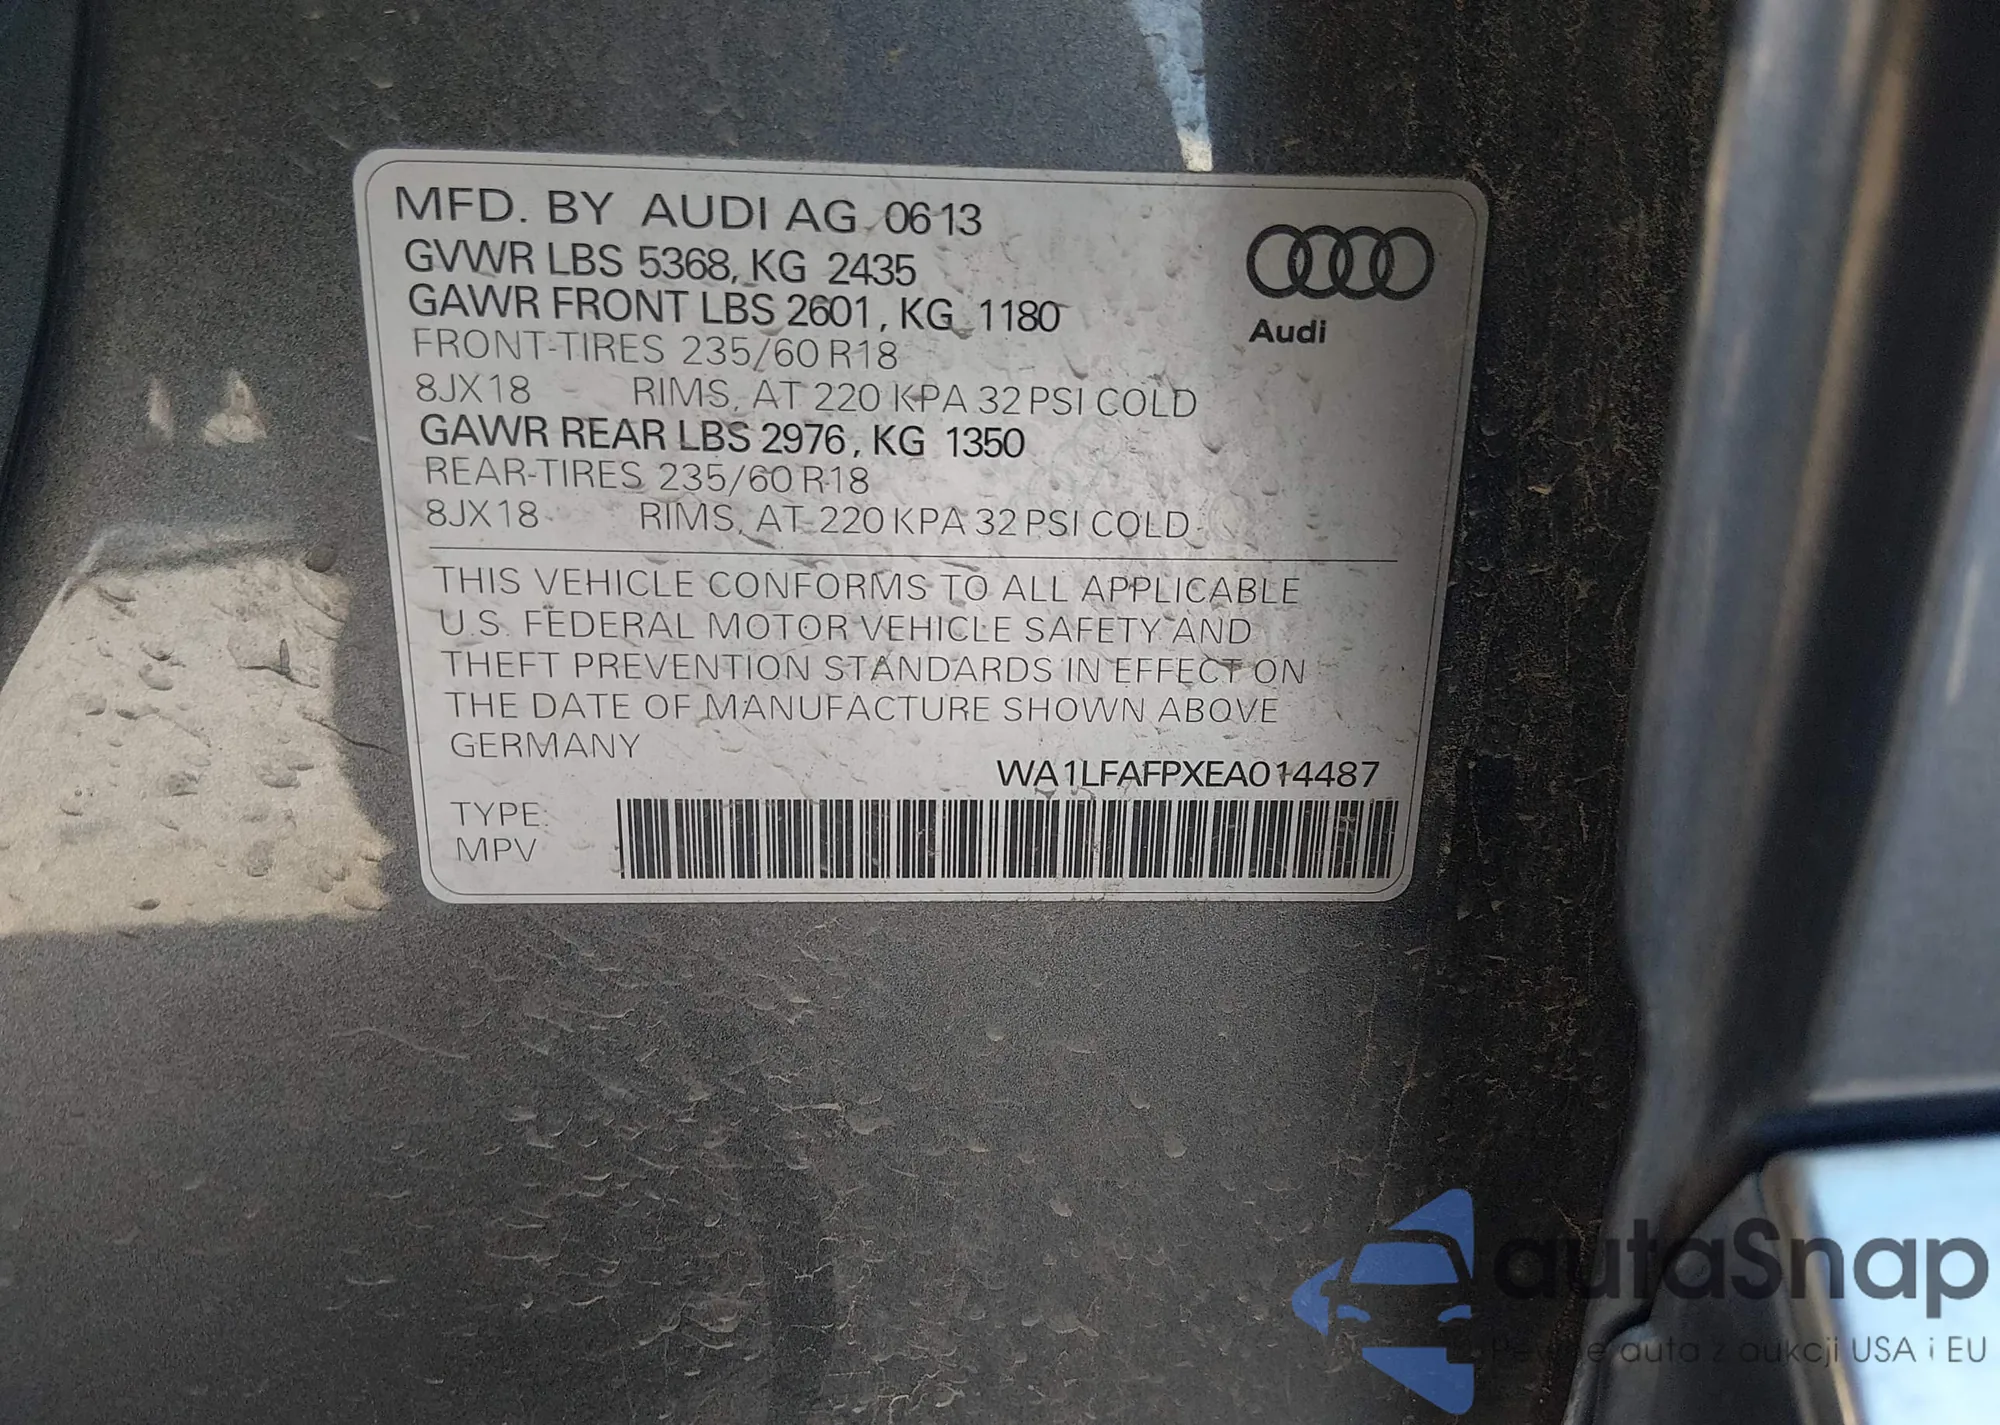 MFD. BY AUDI AG 0613
GVWR LBS 5368, KG 2435
GAWR FRONT LBS 2601, KG 1180
FRONT-TIRES 235/60 R18
8JX18 RIMS, AT 220 KPA 32 PSI COLD
GAWR REAR LBS 2976, KG 1350
REAR-TIRES 235/60 R18
8JX18 RIMS, AT 220 KPA 32 PSI COLD
Audi
THIS VEHICLE CONFORMS TO ALL APPLICABLE
U.S. FEDERAL MOTOR VEHICLE SAFETY AND
THEFT PREVENTION STANDARDS IN EFFECT ON
THE DATE OF MANUFACTURE SHOWN ABOVE
GERMANY
WA1LFAFPXEA014487
TYPE:
MPV
autaSnap
Pewne auta z aukcji USA i EU